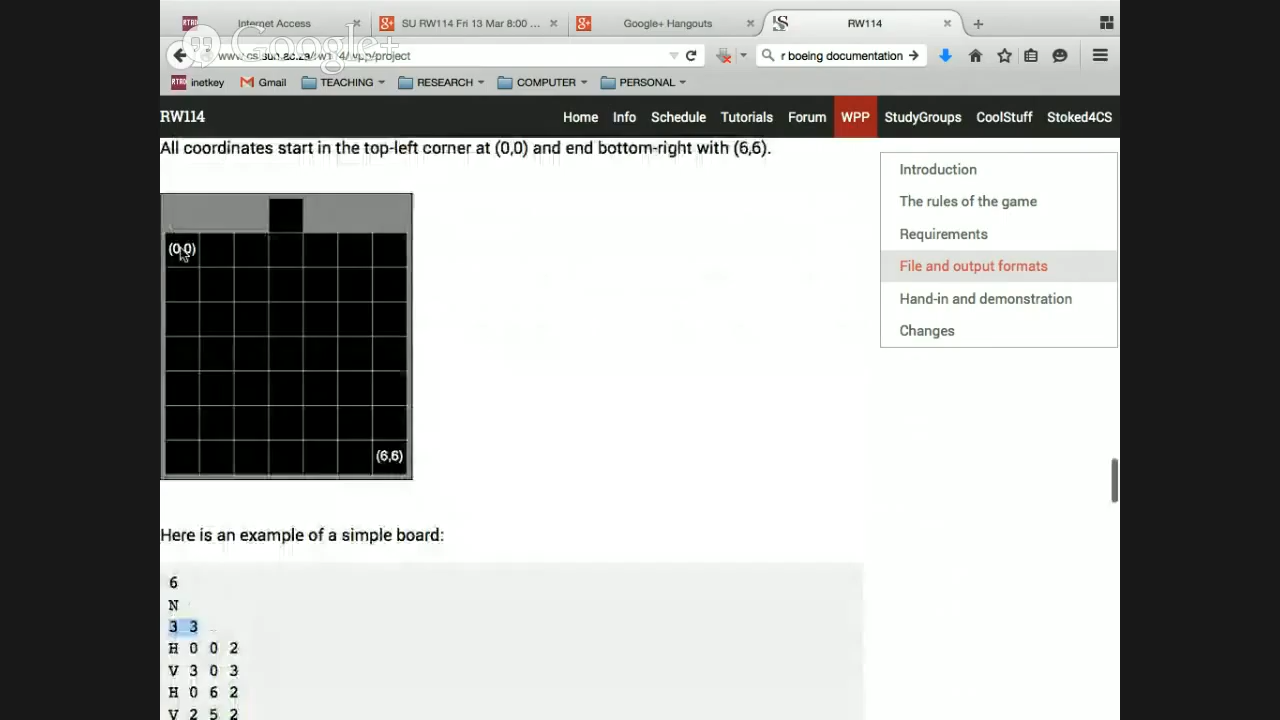 Internet Access
SU RW114 Fri 13 Mar 8:00 ...
Google+ Hangouts
RW114
Google+
/project
r boeing documentation
inetkey
Gmail
TEACHING
RESEARCH
COMPUTER
PERSONAL
RW114
Home
Info
Schedule
Tutorials
Forum
WPP
StudyGroups
CoolStuff
Stoked4CS
All coordinates start in the top-left corner at (0,0) and end bottom-right with (6,6).
Introduction
The rules of the game
Requirements
File and output formats
Hand-in and demonstration
Changes
(0,0)
(6,6)
Here is an example of a simple board:
6
N
3 3
H 0 0 2
V 3 0 3
H 0 6 2
V 2 5 2